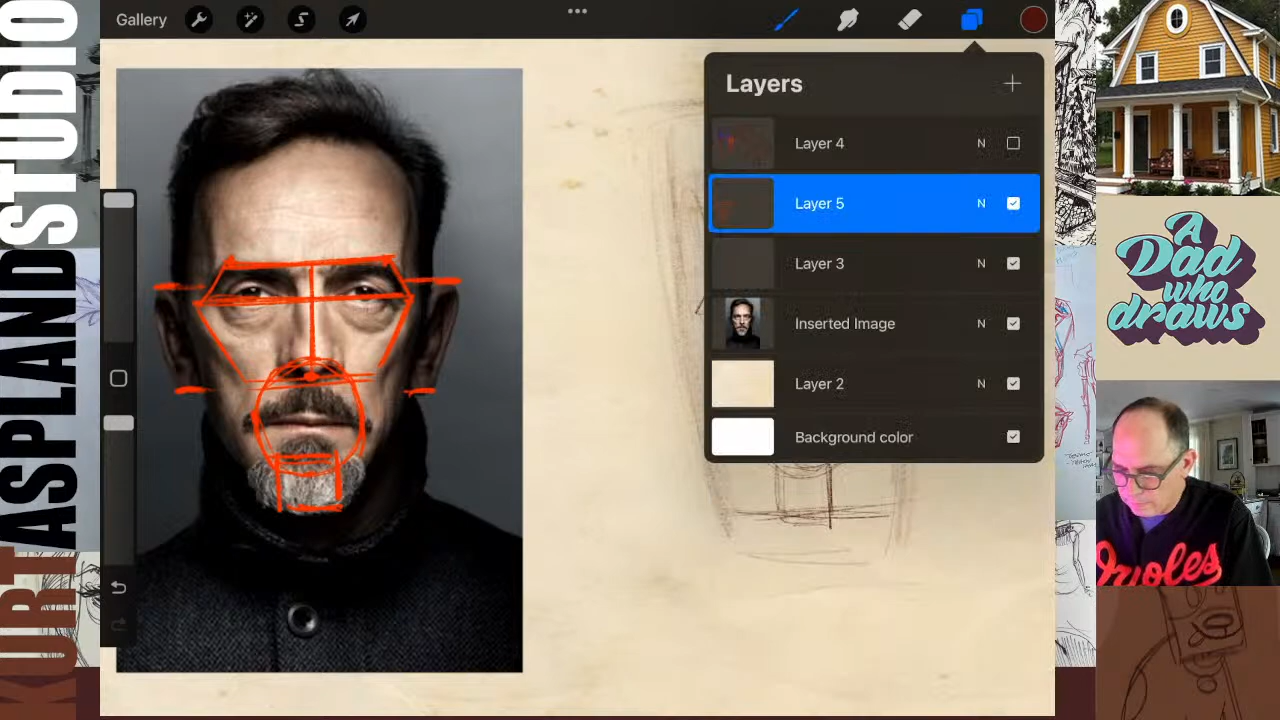 Gallery
Layers
Layer 4 N
Layer 5 N
Layer 3 N
Inserted Image N
Layer 2 N
Background color
KURT ASPLAND STUDIO
A
Dad
who
draws
Orioles